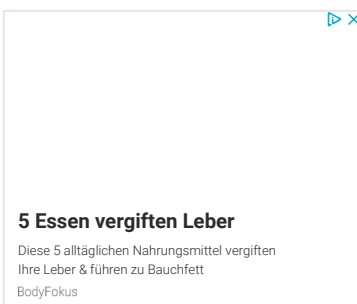 5 Essen vergiften Leber
Diese 5 alltäglichen Nahrungsmittel vergiften
Ihre Leber & führen zu Bauchfett
BodyFokus